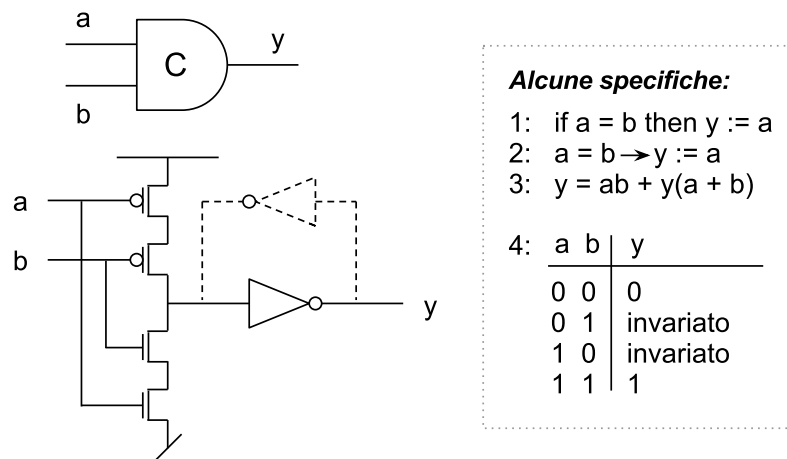 a
C
y
b
a
b
y
Alcune specifiche:
1: if a = b then y := a
2: a = b → y := a
3: y = ab + y(a + b)
4: a b y
0 0 0
0 1 invariato
1 0 invariato
1 1 1